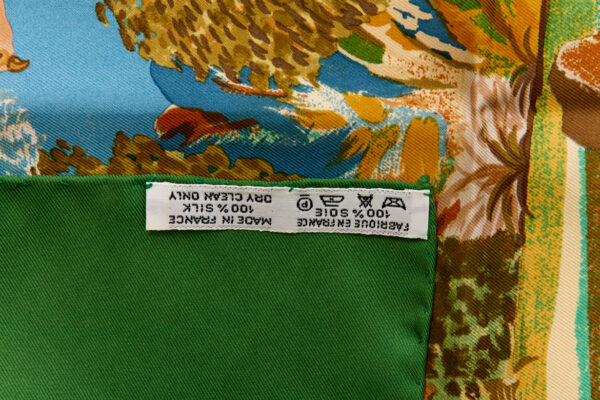 FABRIQUE EN FRANCE
100% SOIE
P
MADE IN FRANCE
100% SILK
DRY CLEAN ONLY